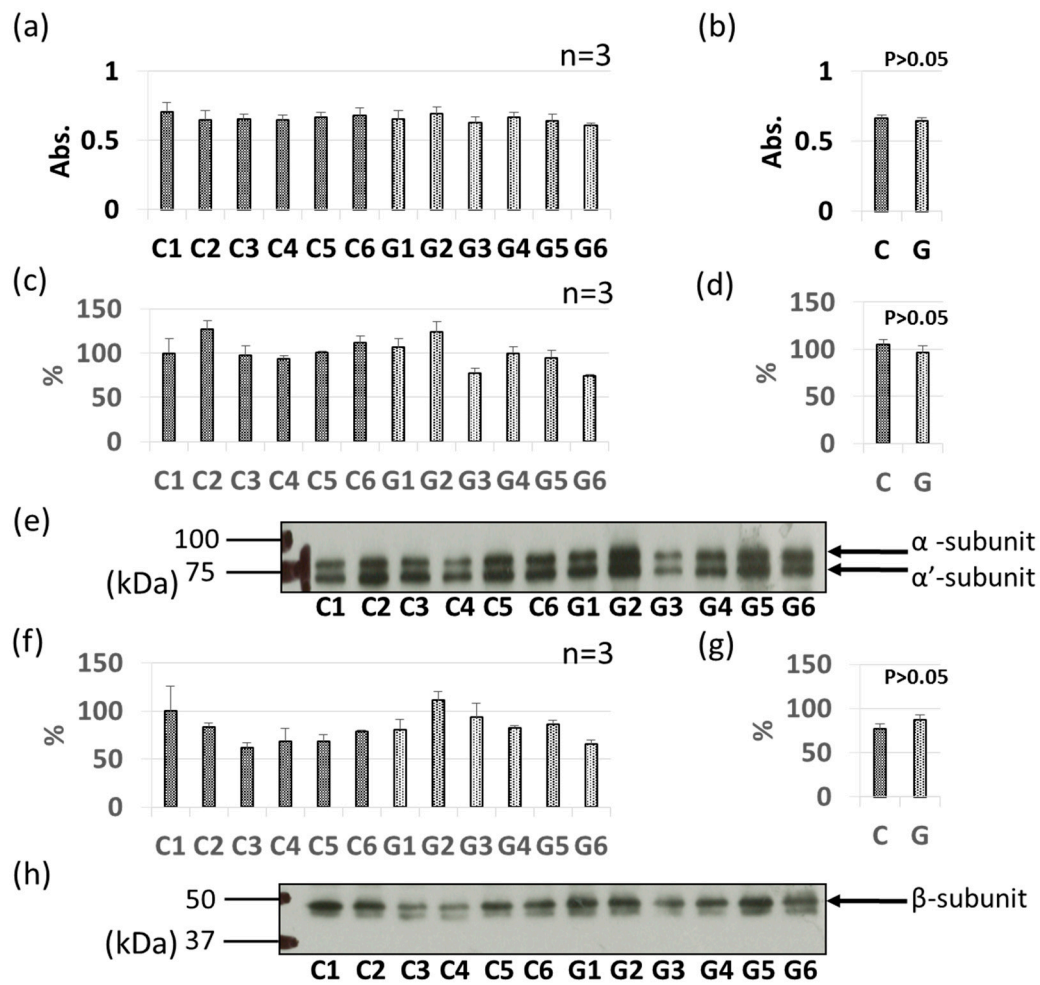 (a)
n=3
1
0.5
0
Abs.
C1 C2 C3 C4 C5 C6 G1 G2 G3 G4 G5 G6
(b)
P>0.05
1
0.5
0
Abs.
C G
(c)
n=3
150
100
50
0
%
C1 C2 C3 C4 C5 C6 G1 G2 G3 G4 G5 G6
(d)
P>0.05
150
100
50
0
%
C G
(e)
100
75
(kDa)
α -subunit
α’-subunit
C1 C2 C3 C4 C5 C6 G1 G2 G3 G4 G5 G6
(f)
n=3
150
100
50
0
%
C1 C2 C3 C4 C5 C6 G1 G2 G3 G4 G5 G6
(g)
P>0.05
150
100
50
0
%
C G
(h)
50
(kDa) 37
β-subunit
C1 C2 C3 C4 C5 C6 G1 G2 G3 G4 G5 G6